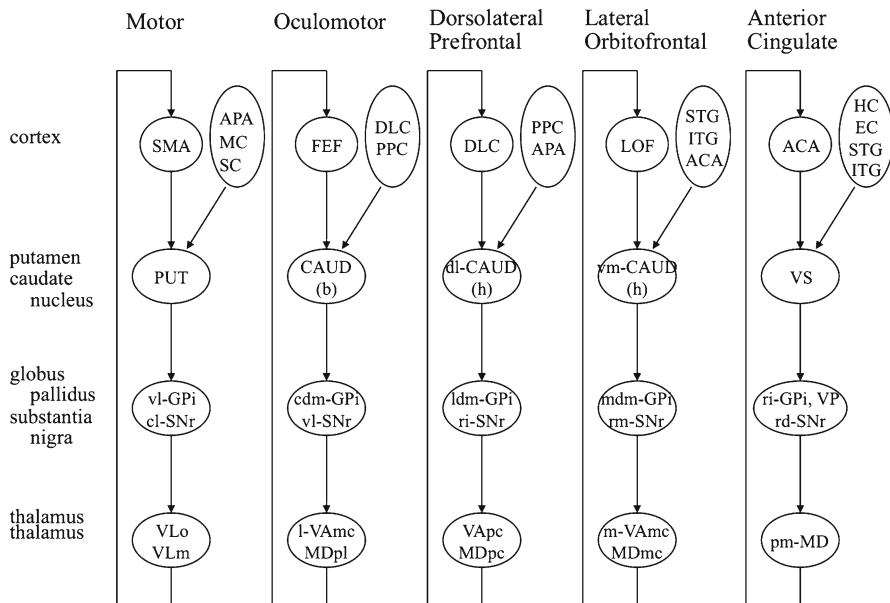 Motor
Oculomotor
Dorsolateral
Prefrontal
Lateral
Orbitofrontal
Anterior
Cingulate
cortex
SMA
APA
MC
SC
FEF
DLC
PPC
DLC
PPC
APA
LOF
STG
ITG
ACA
ACA
HC
EC
STG
ITG
putamen
caudate
nucleus
PUT
CAUD
(b)
dl-CAUD
(h)
vm-CAUD
(h)
VS
globus
pallidus
substantia
nigra
vl-GPi
cl-SNr
cdm-GPi
vl-SNr
ldm-GPi
ri-SNr
mdm-GPi
rm-SNr
ri-GPi, VP
rd-SNr
thalamus
thalamus
VLo
VLm
l-VAmc
MDpl
VApc
MDpc
m-VAmc
MDmc
pm-MD